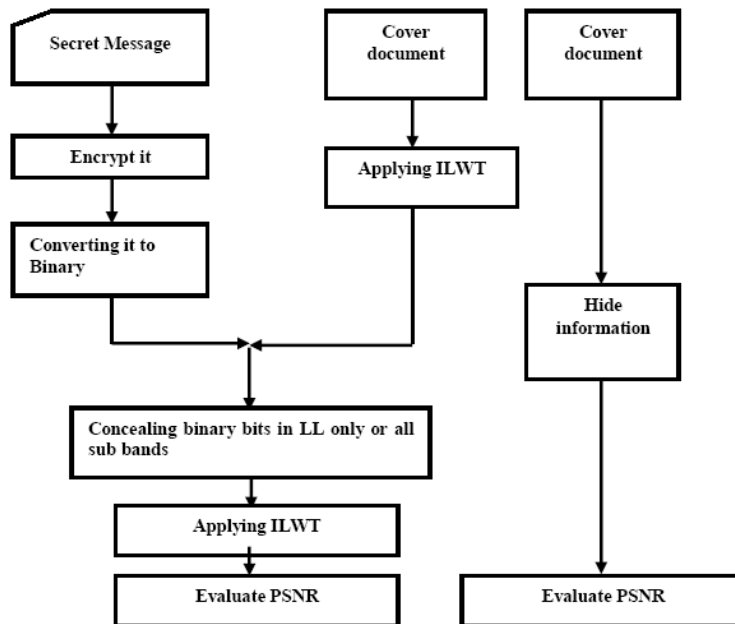 Secret Message
Cover
document
Cover
document
Encrypt it
Applying ILWT
Converting it to
Binary
Hide
information
Concealing binary bits in LL only or all
sub bands
Applying ILWT
Evaluate PSNR
Evaluate PSNR